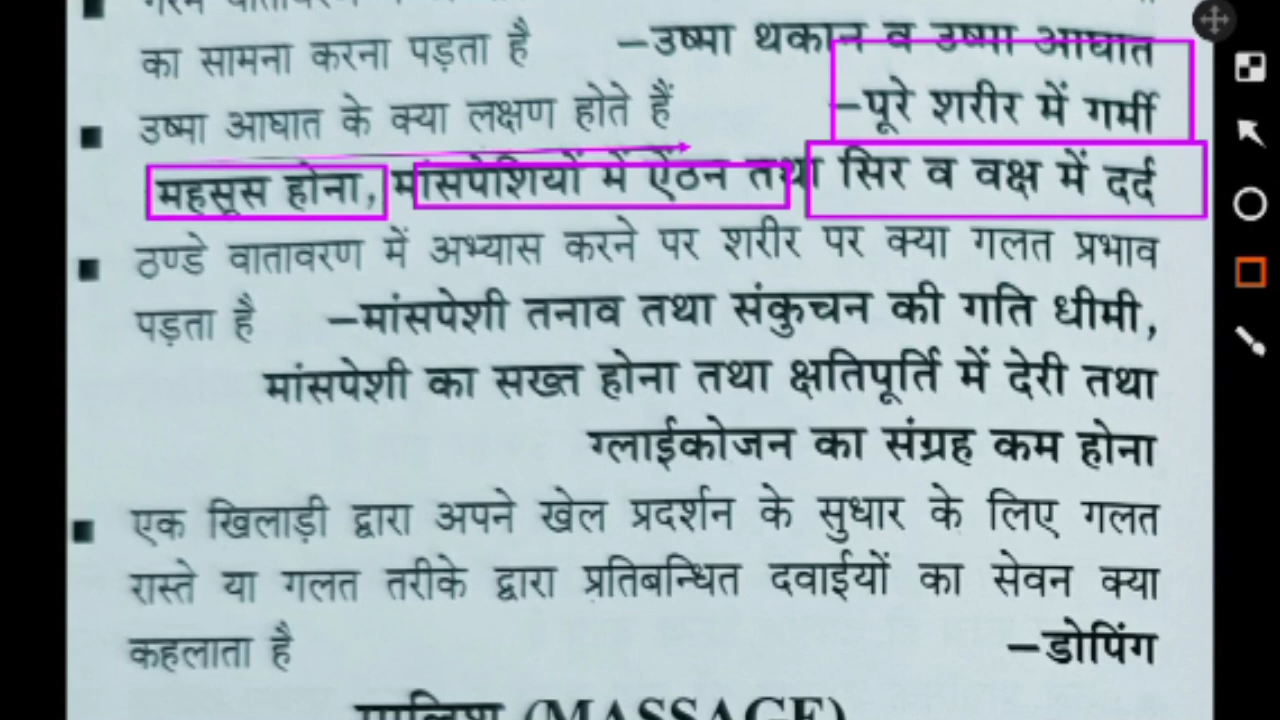 का सामना करना पड़ता है –उष्मा थकान व उष्मा आघात
■ उष्मा आघात के क्या लक्षण होते हैं –पूरे शरीर में गर्मी
महसूस होना, मांसपेशियों में ऐंठन तथा सिर व वक्ष में दर्द
■ ठण्डे वातावरण में अभ्यास करने पर शरीर पर क्या गलत प्रभाव
पड़ता है –मांसपेशी तनाव तथा संकुचन की गति धीमी,
मांसपेशी का सख्त होना तथा क्षतिपूर्ति में देरी तथा
ग्लाईकोजन का संग्रह कम होना
■ एक खिलाड़ी द्वारा अपने खेल प्रदर्शन के सुधार के लिए गलत
रास्ते या गलत तरीके द्वारा प्रतिबन्धित दवाईयों का सेवन क्या
कहलाता है –डोपिंग
मालिश (MASSAGE)